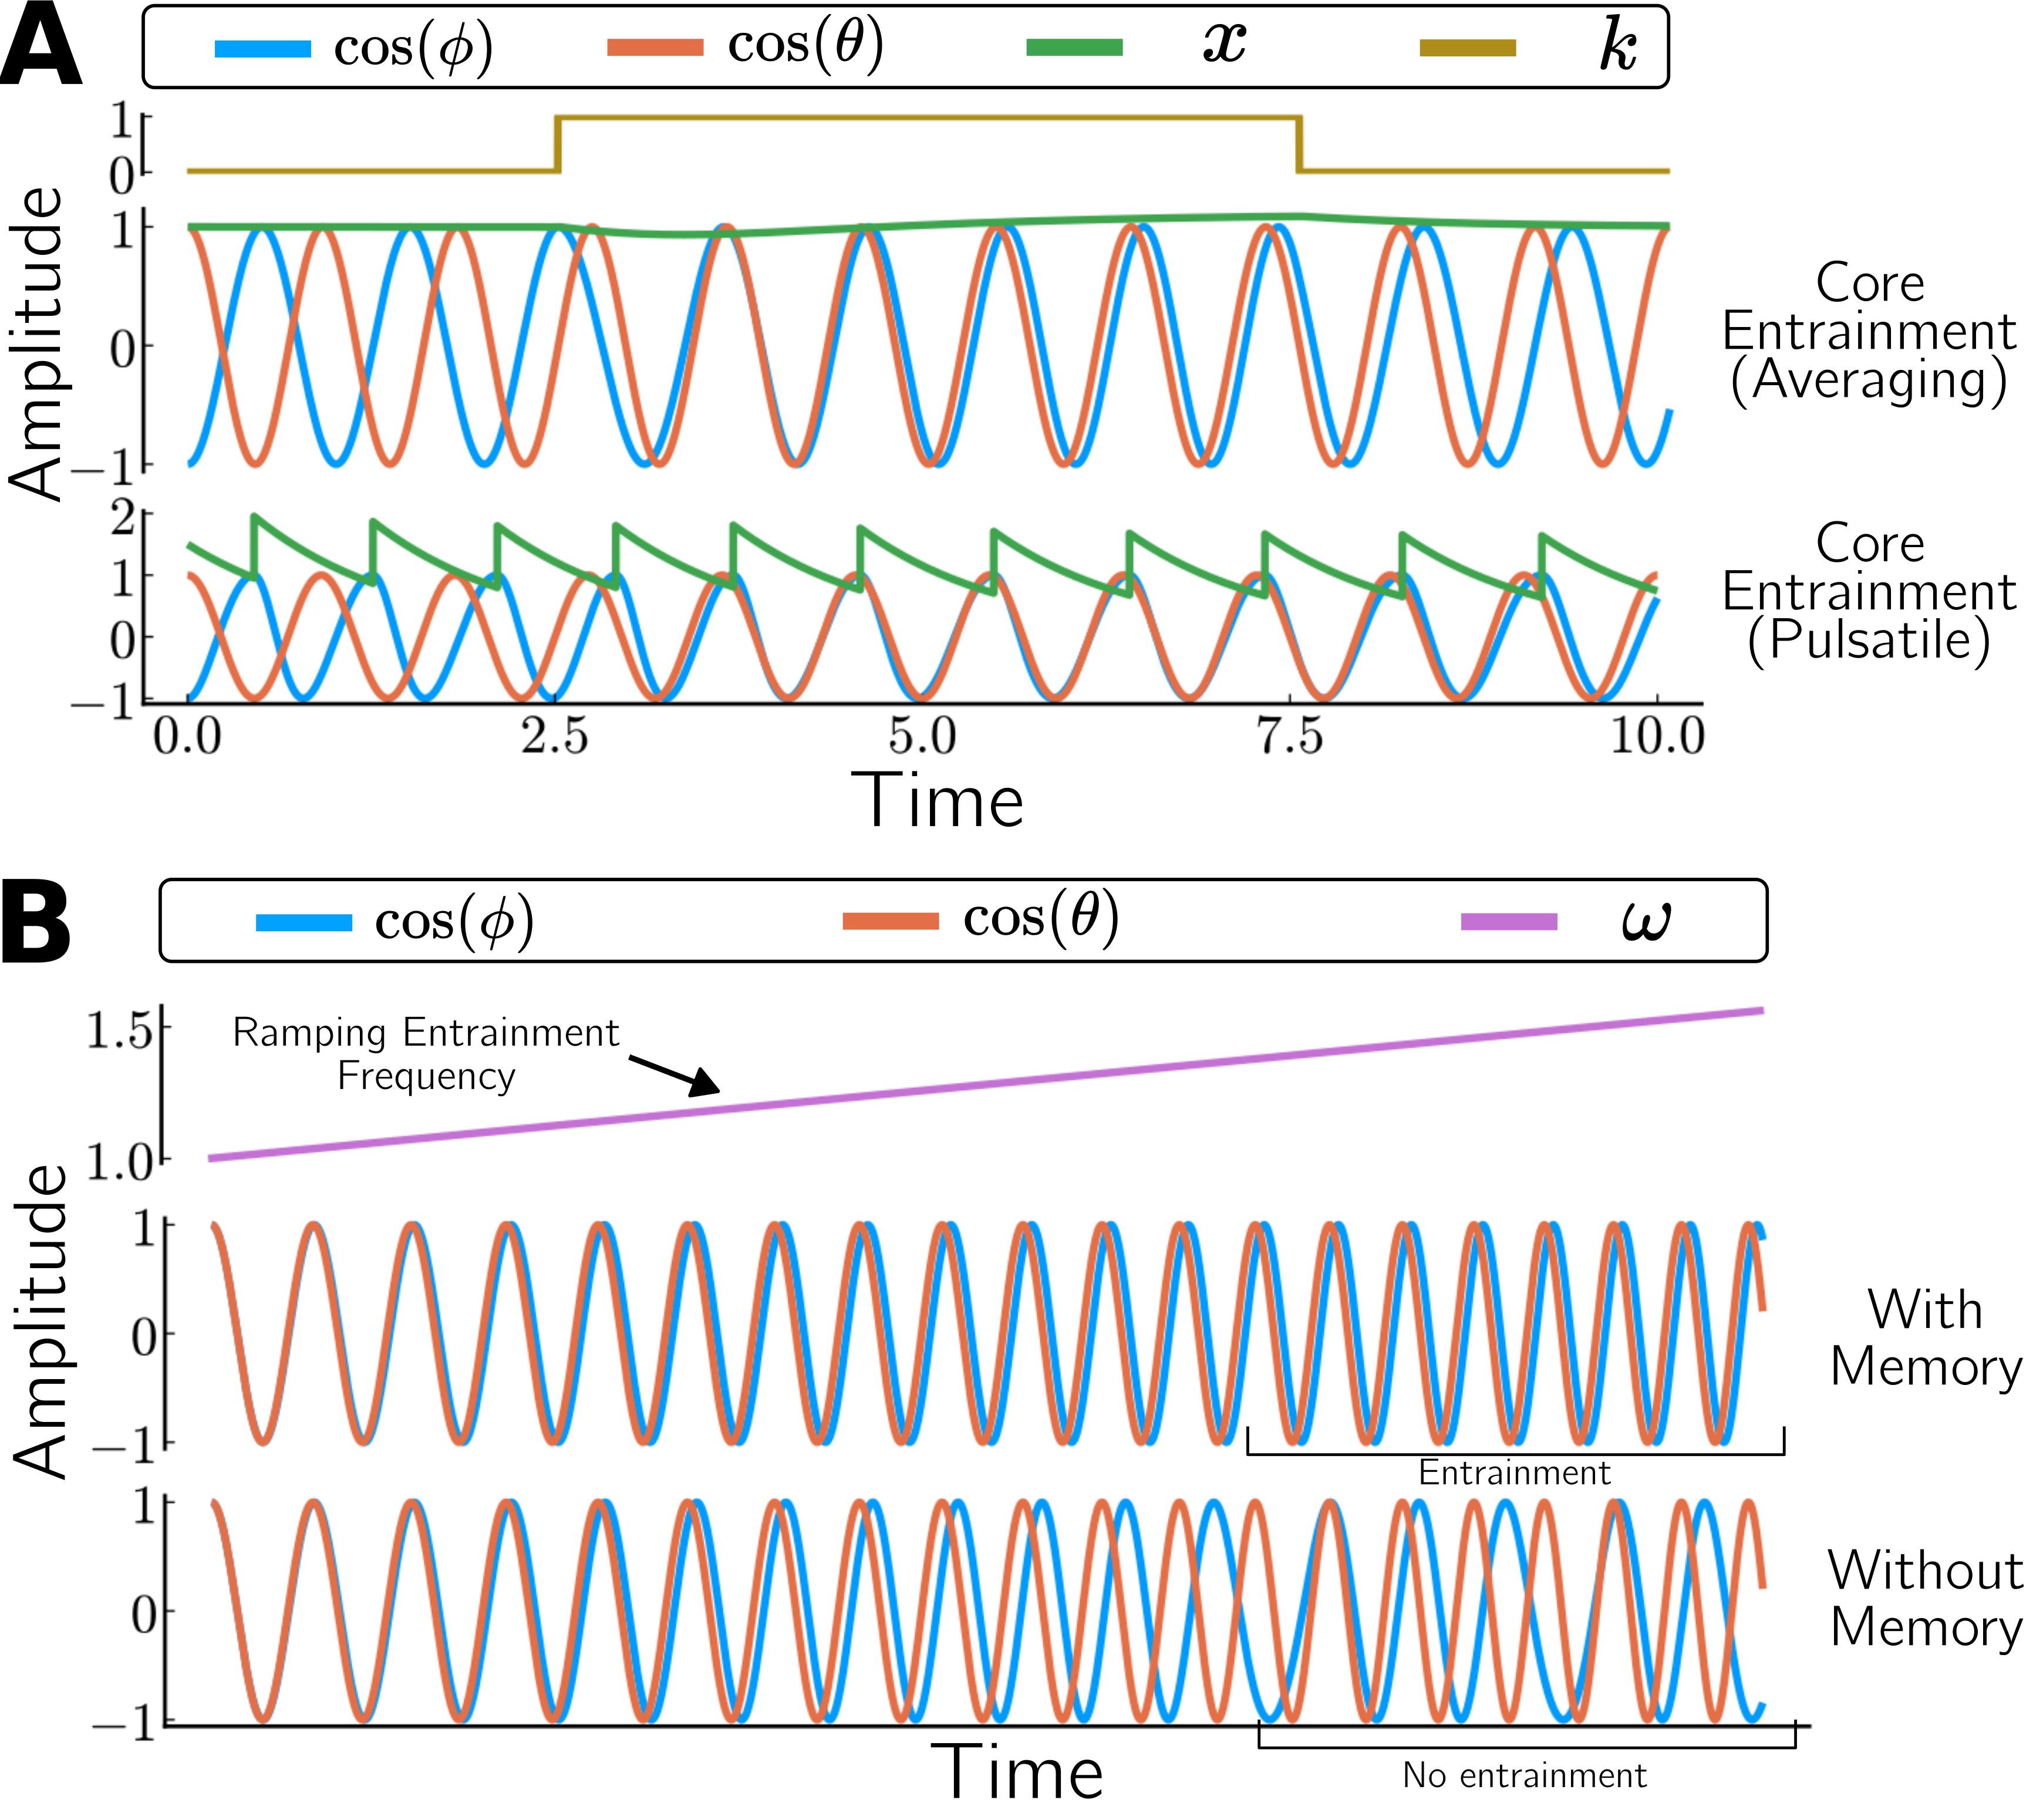 A
cos(ϕ) cos(θ) x k
1
0
Amplitude
1
0
−1
Core
Entrainment
(Averaging)
2
1
0
−1
Core
Entrainment
(Pulsatile)
0.0 2.5 5.0 7.5 10.0
Time
B
cos(ϕ) cos(θ) ω
1.5
1.0
Ramping Entrainment
Frequency
Amplitude
1
0
−1
With
Memory
Entrainment
1
0
−1
Without
Memory
Time
No entrainment